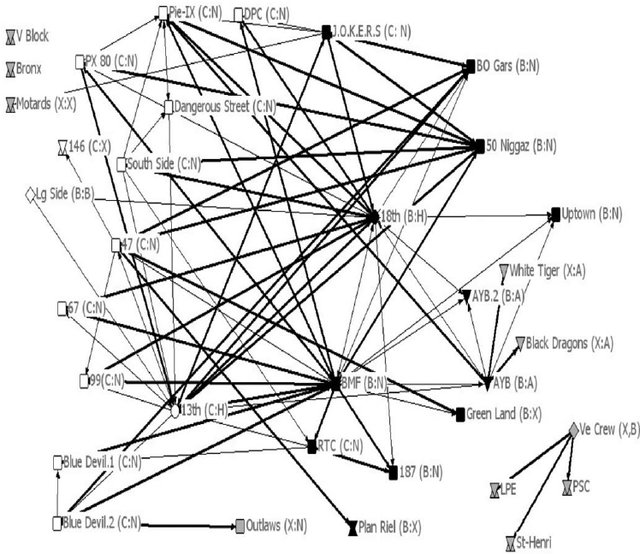 Pie-IX (C:N)
DPC (C:N)
V Block
J.O.K.E.R.S (C: N)
PX 80 (C:N)
BO Gars (B:N)
Bronx
Motards (X:X)
Dangerous Street (C:N)
146 (C:X)
50 Niggaz (B:N)
South Side (C:N)
Lg Side (B:B)
18th (B:H)
Uptown (B:N)
47 (C:N)
White Tiger (X:A)
AYB.2 (B:A)
67 (C:N)
Black Dragons (X:A)
99(C:N)
BMF (B:N)
AYB (B:A)
13th (C:H)
Green Land (B:X)
Ve Crew (X,B)
RTC (C:N)
Blue Devil.1 (C:N)
187 (B:N)
LPE
PSC
Blue Devil.2 (C:N)
Outlaws (X:N)
Plan Riel (B:X)
St-Henri